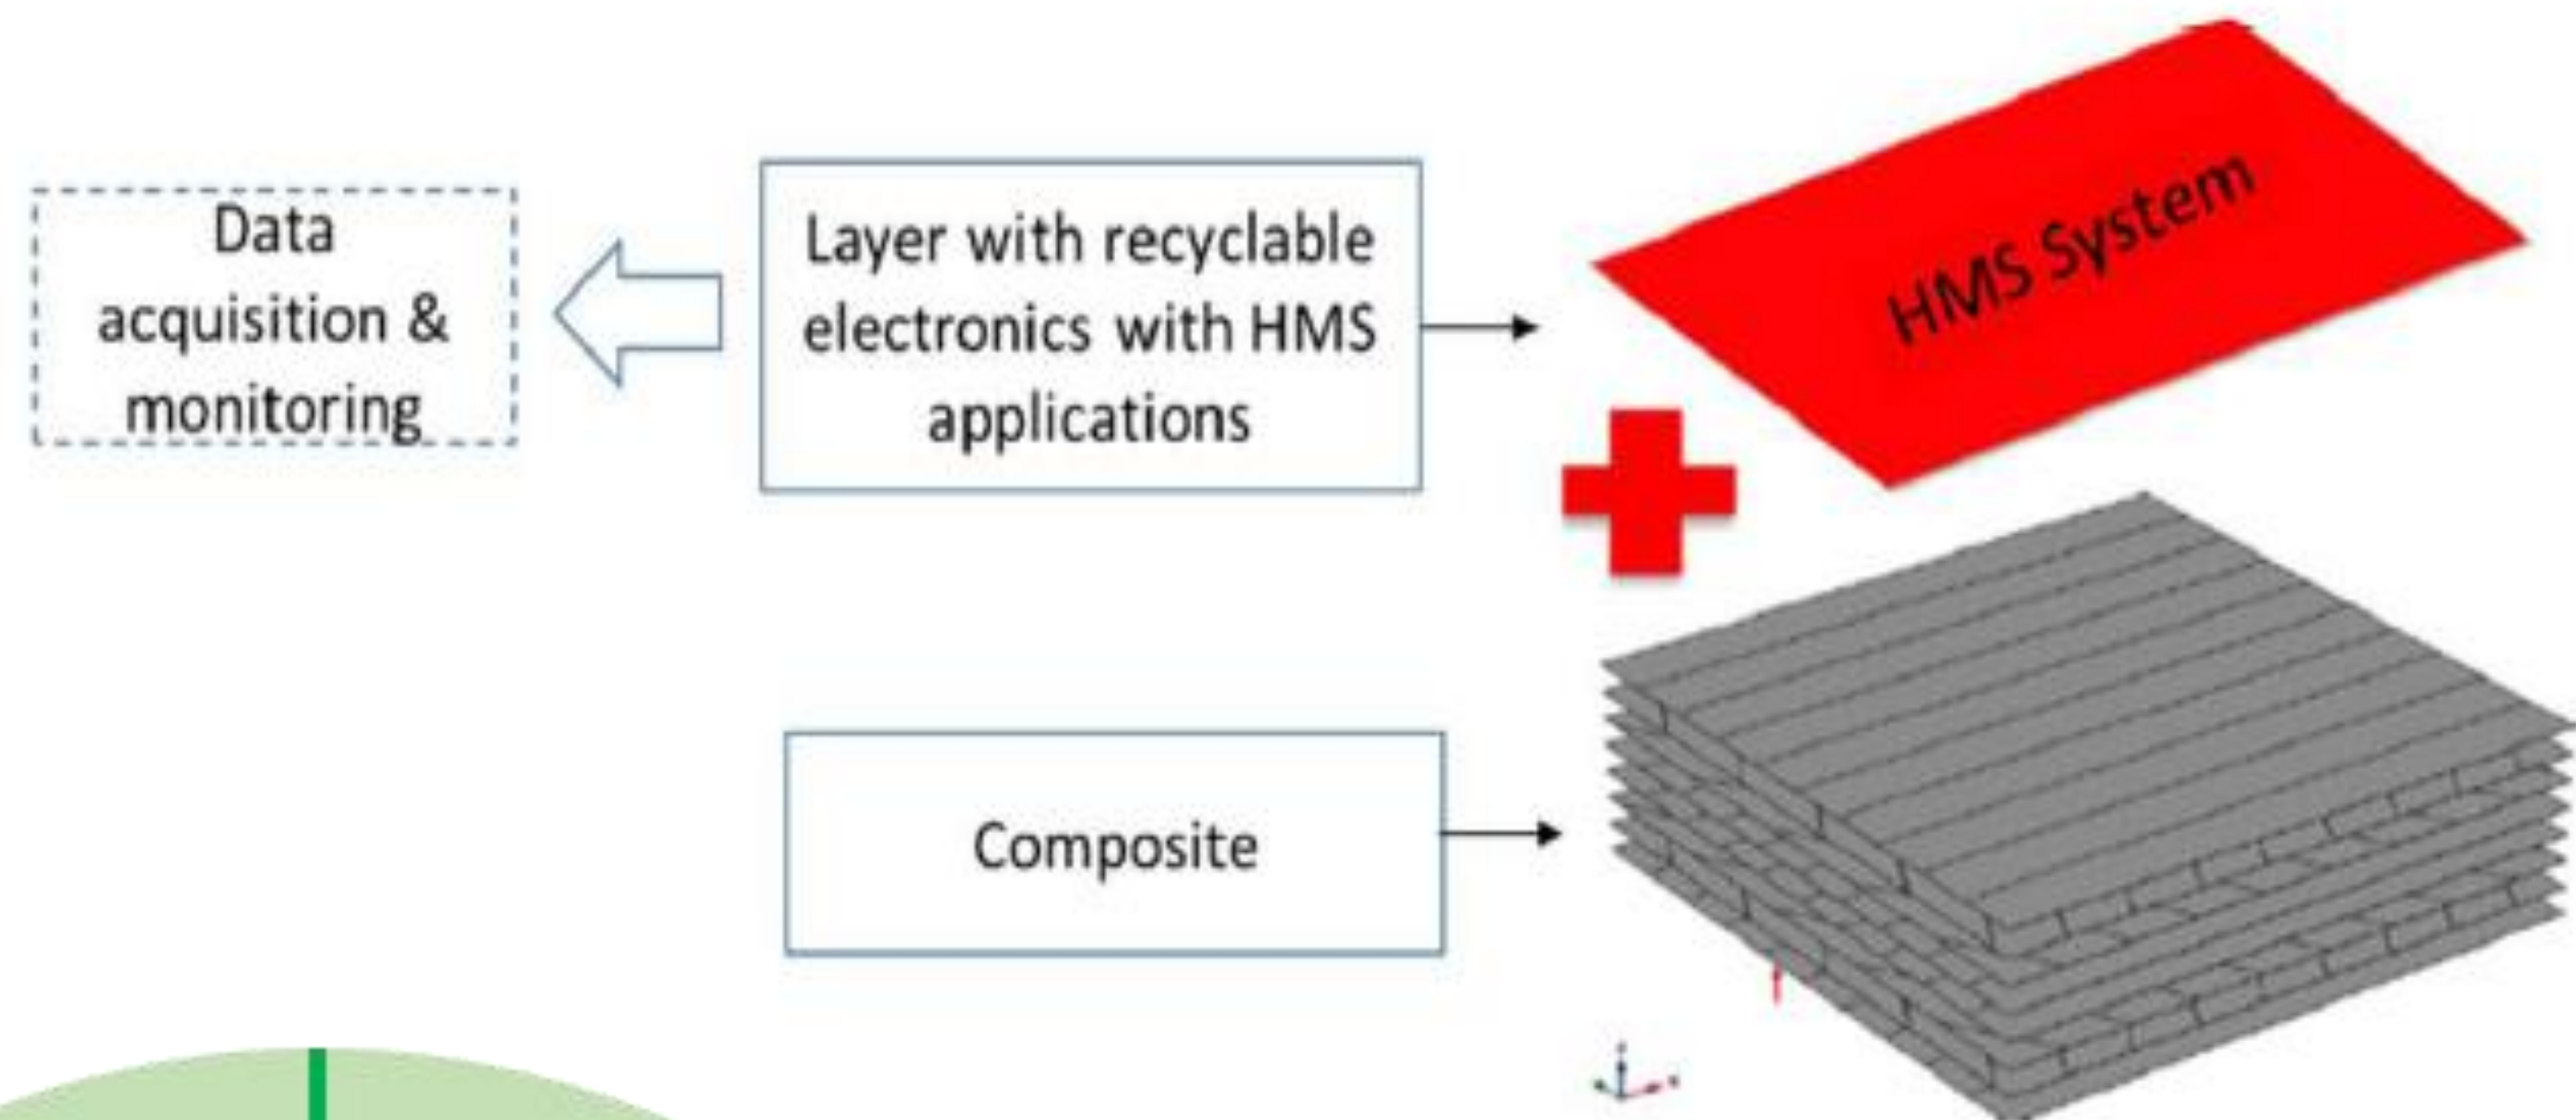 Data
acquisition &
monitoring
Layer with recyclable
electronics with HMS
applications
HMS System
Composite